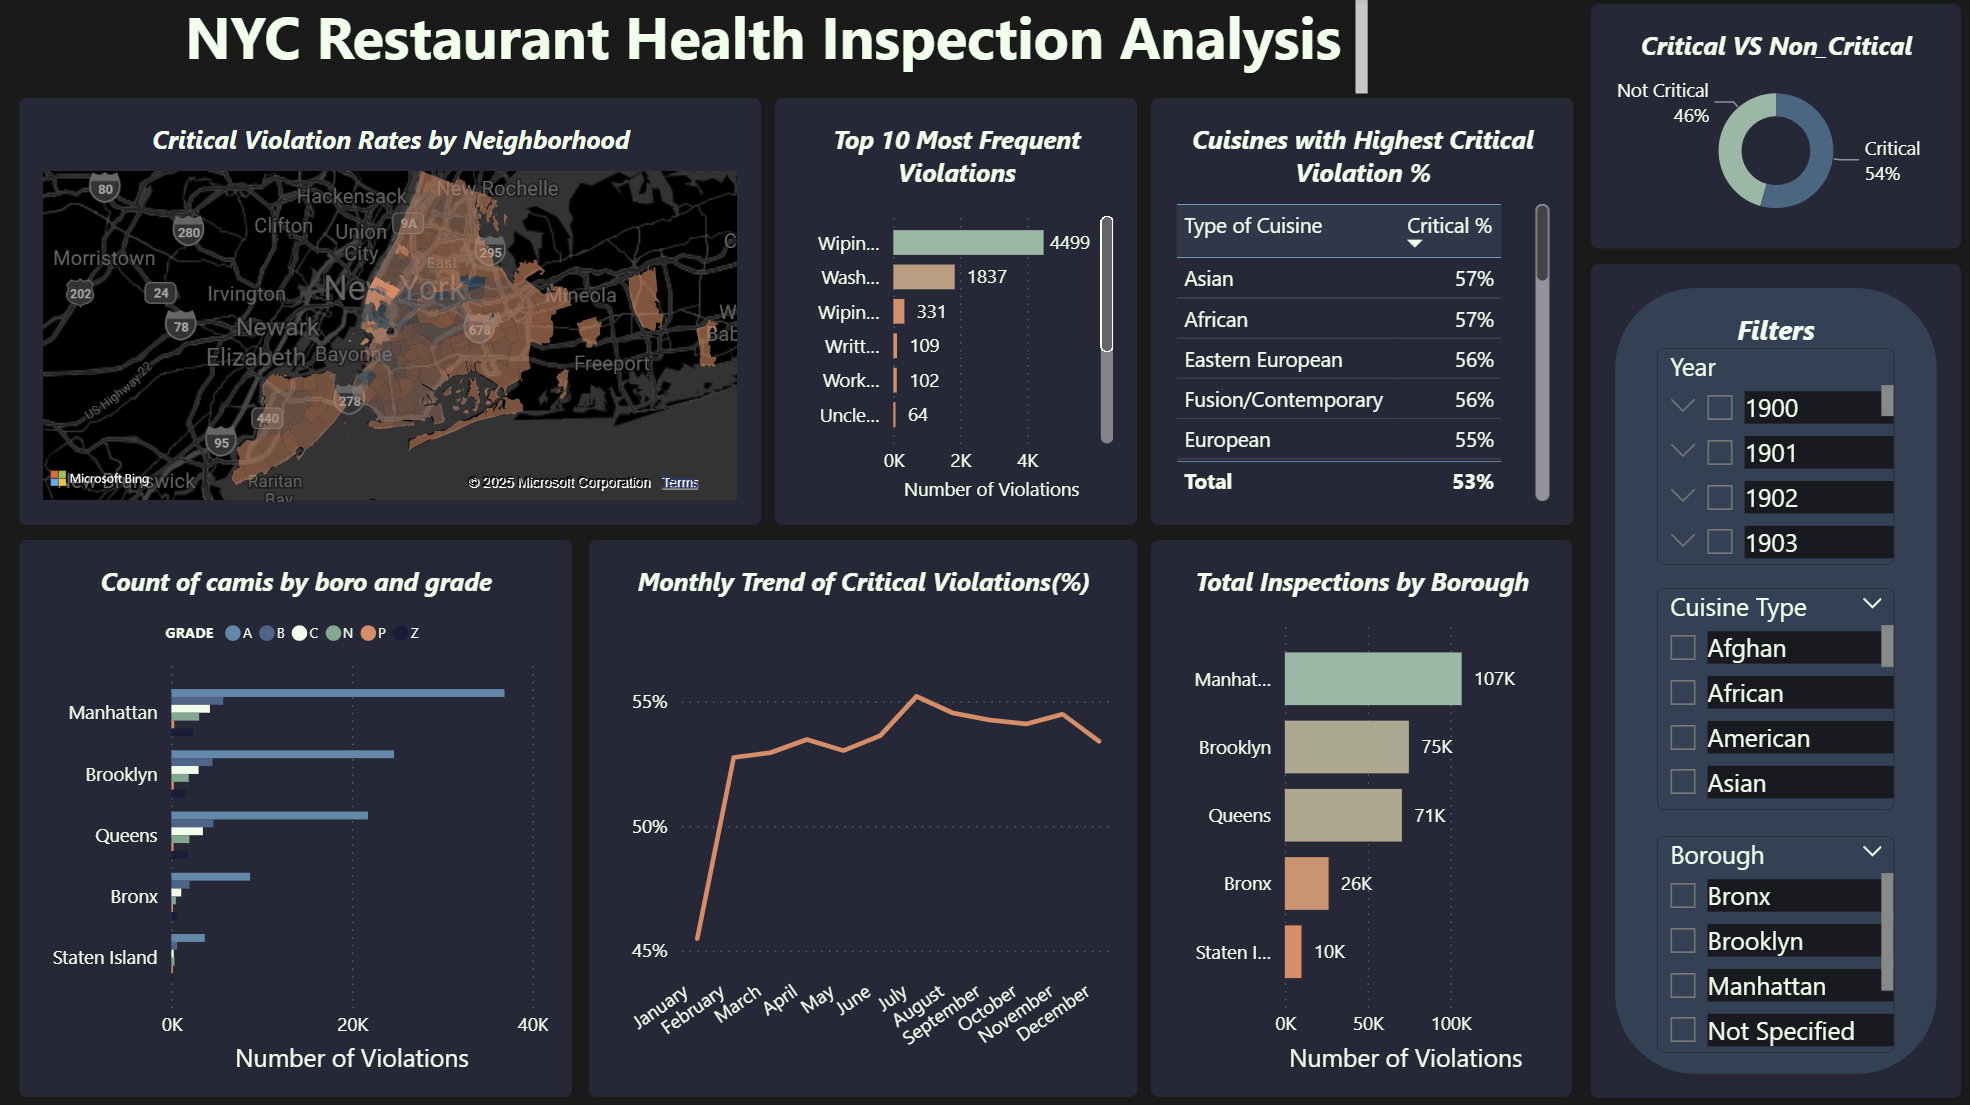 NYC Restaurant Health Inspection Analysis
Critical Violation Rates by Neighborhood
80
Hackensack
New Rochelle
9A
280
Clifton
Union
City
295
Morristown
East
202
24
Irvington
New York
Mineola
78
Newark
678
Elizabeth
Bayonne
Freeport
US Highway 22
278
440
95
Microsoft Bing
Raritan
Bay
© 2025 Microsoft Corporation Terms
Top 10 Most Frequent
Violations
Wipin... 4499
Wash... 1837
Wipin... 331
Writt... 109
Work... 102
Uncle... 64
0K 2K 4K
Number of Violations
Cuisines with Highest Critical
Violation %
Type of Cuisine Critical %
Asian 57%
African 57%
Eastern European 56%
Fusion/Contemporary 56%
European 55%
Total 53%
Critical VS Non_Critical
Not Critical
46%
Critical
54%
Count of camis by boro and grade
GRADE A B C N P Z
Manhattan
Brooklyn
Queens
Bronx
Staten Island
0K 20K 40K
Number of Violations
Monthly Trend of Critical Violations(%)
55%
50%
45%
January February March April May June July August September October November December
Total Inspections by Borough
Manhat... 107K
Brooklyn 75K
Queens 71K
Bronx 26K
Staten I... 10K
0K 50K 100K
Number of Violations
Filters
Year
1900
1901
1902
1903
Cuisine Type
Afghan
African
American
Asian
Borough
Bronx
Brooklyn
Manhattan
Not Specified